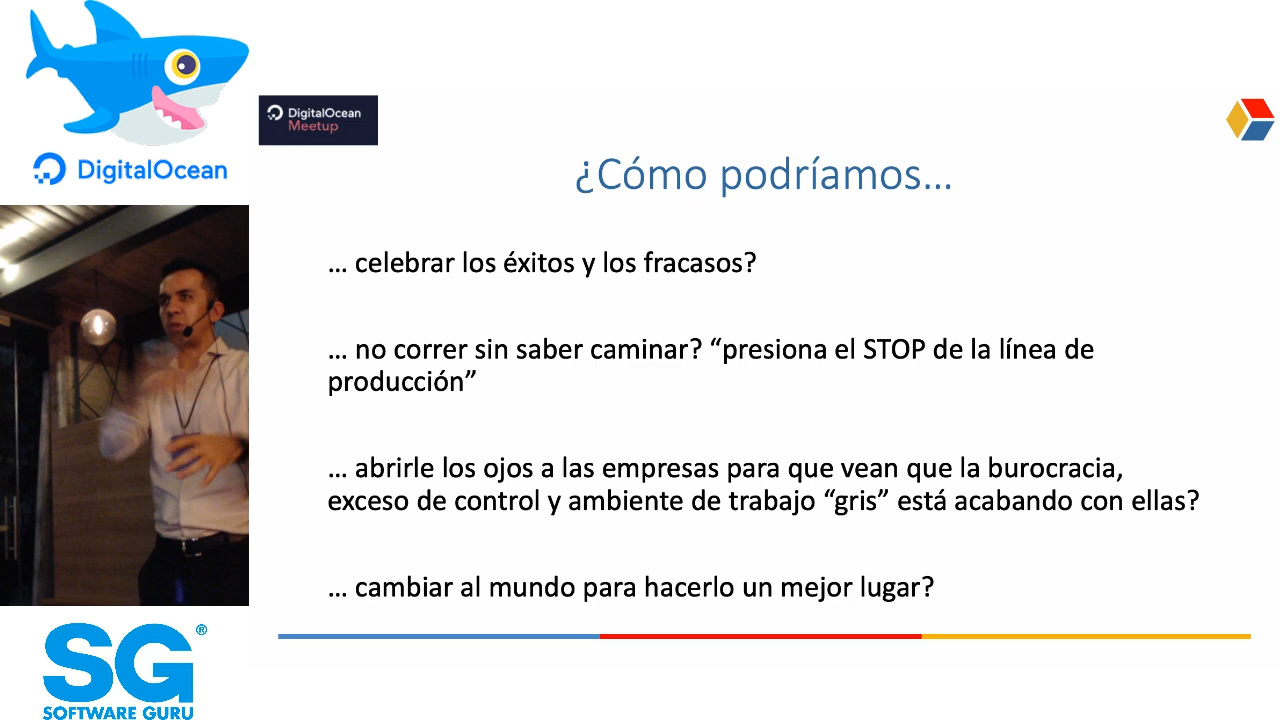 DigitalOcean
DigitalOcean
Meetup
¿Cómo podríamos…
… celebrar los éxitos y los fracasos?
… no correr sin saber caminar? “presiona el STOP de la línea de
producción”
… abrirle los ojos a las empresas para que vean que la burocracia,
exceso de control y ambiente de trabajo “gris” está acabando con ellas?
… cambiar al mundo para hacerlo un mejor lugar?
SG®
SOFTWARE GURU